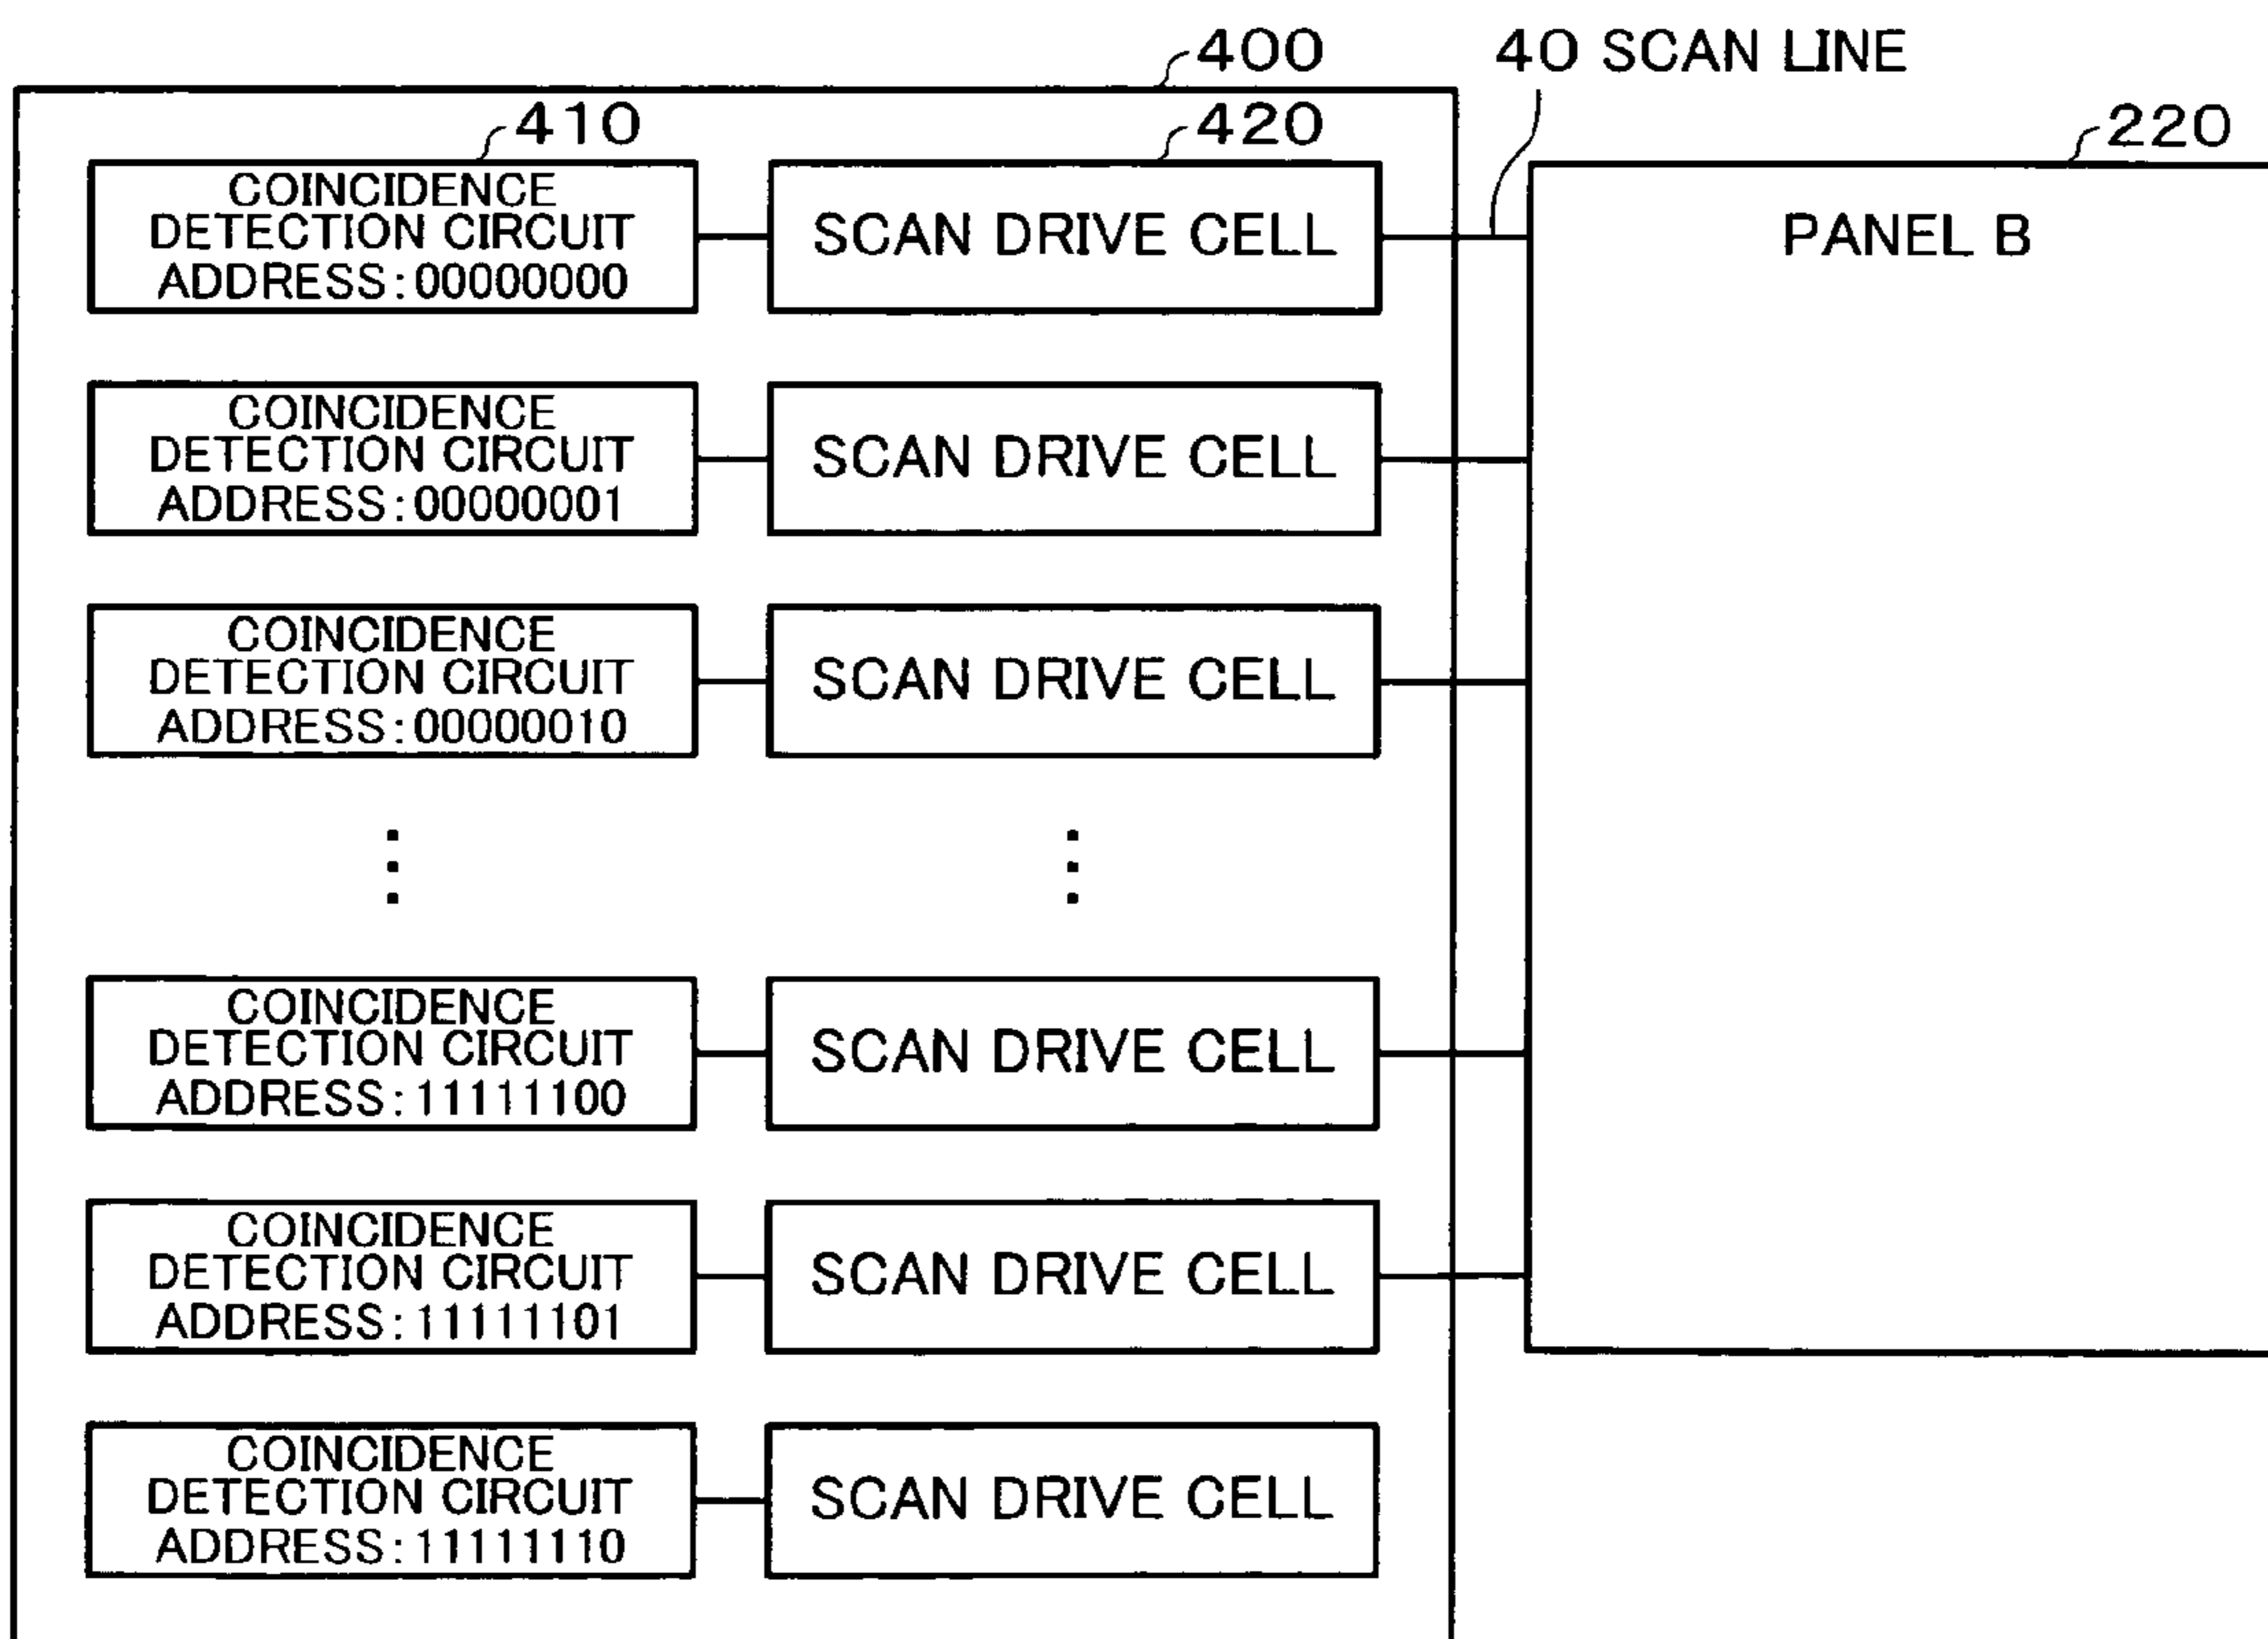 400
40 SCAN LINE
410
420
220
COINCIDENCE
DETECTION CIRCUIT
ADDRESS:00000000
SCAN DRIVE CELL
PANEL B
COINCIDENCE
DETECTION CIRCUIT
ADDRESS:00000001
SCAN DRIVE CELL
COINCIDENCE
DETECTION CIRCUIT
ADDRESS:00000010
SCAN DRIVE CELL
COINCIDENCE
DETECTION CIRCUIT
ADDRESS:11111100
SCAN DRIVE CELL
COINCIDENCE
DETECTION CIRCUIT
ADDRESS:11111101
SCAN DRIVE CELL
COINCIDENCE
DETECTION CIRCUIT
ADDRESS:11111110
SCAN DRIVE CELL